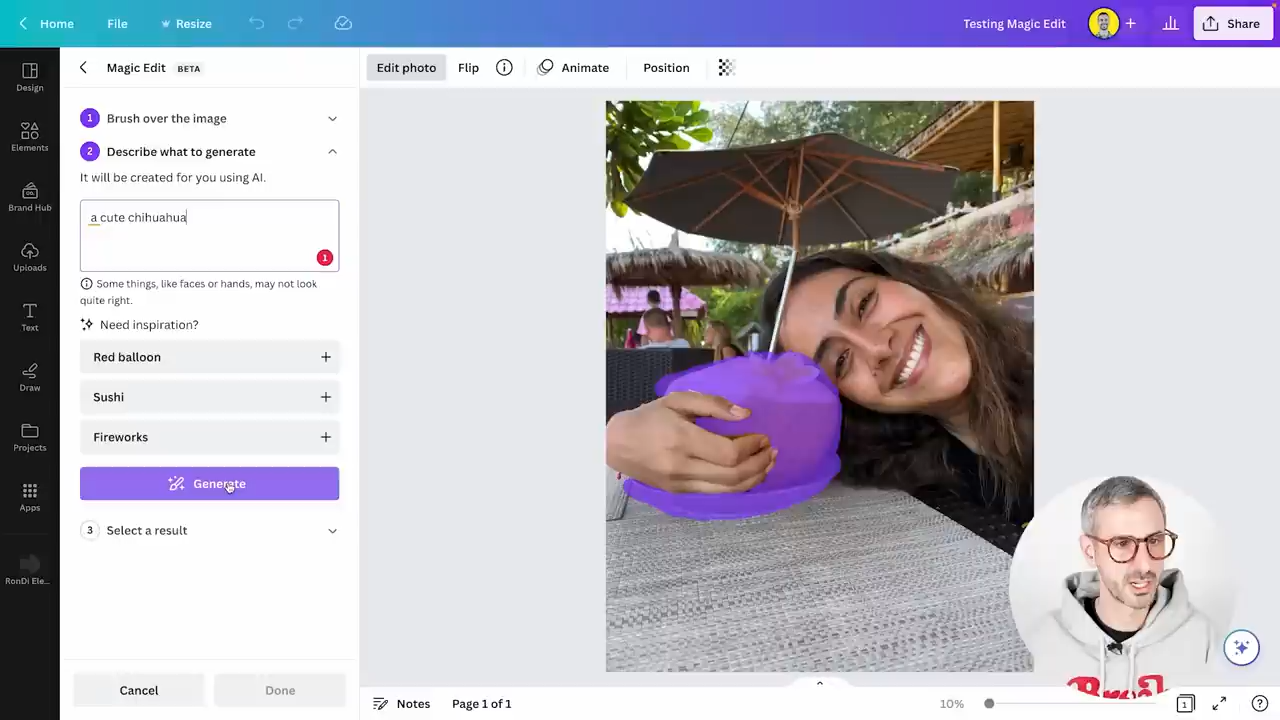 Home
File
Resize
Testing Magic Edit
Share
Design
Elements
Brand Hub
Uploads
Text
Draw
Projects
Apps
RonDi Ele...
Magic Edit BETA
1 Brush over the image
2 Describe what to generate
It will be created for you using AI.
a cute chihuahua
1
Some things, like faces or hands, may not look
quite right.
Need inspiration?
Red balloon
Sushi
Fireworks
Generate
3 Select a result
Cancel
Done
Edit photo
Flip
Animate
Position
Notes
Page 1 of 1
10%
1